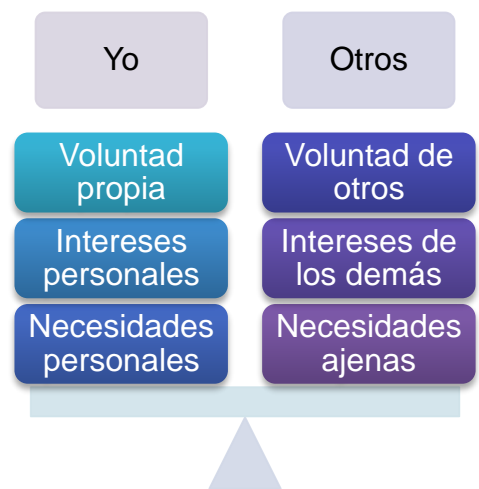 Yo
Otros
Voluntad
propia
Voluntad de
otros
Intereses
personales
Intereses de
los demás
Necesidades
personales
Necesidades
ajenas